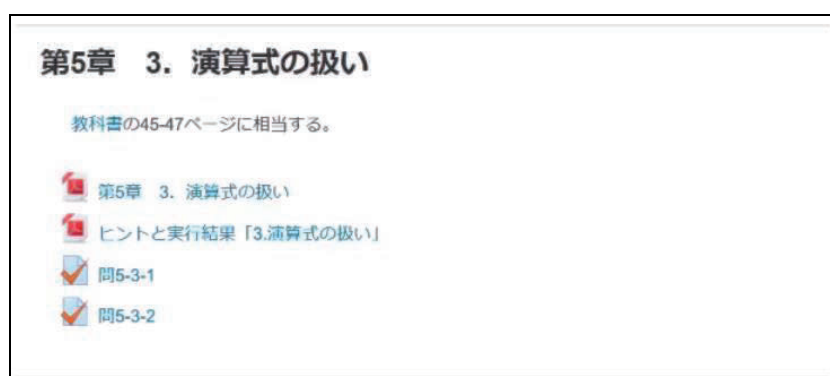 第5章　3．演算式の扱い
教科書の45-47ページに相当する。
第5章　3．演算式の扱い
ヒントと実行結果「3.演算式の扱い」
問5-3-1
問5-3-2